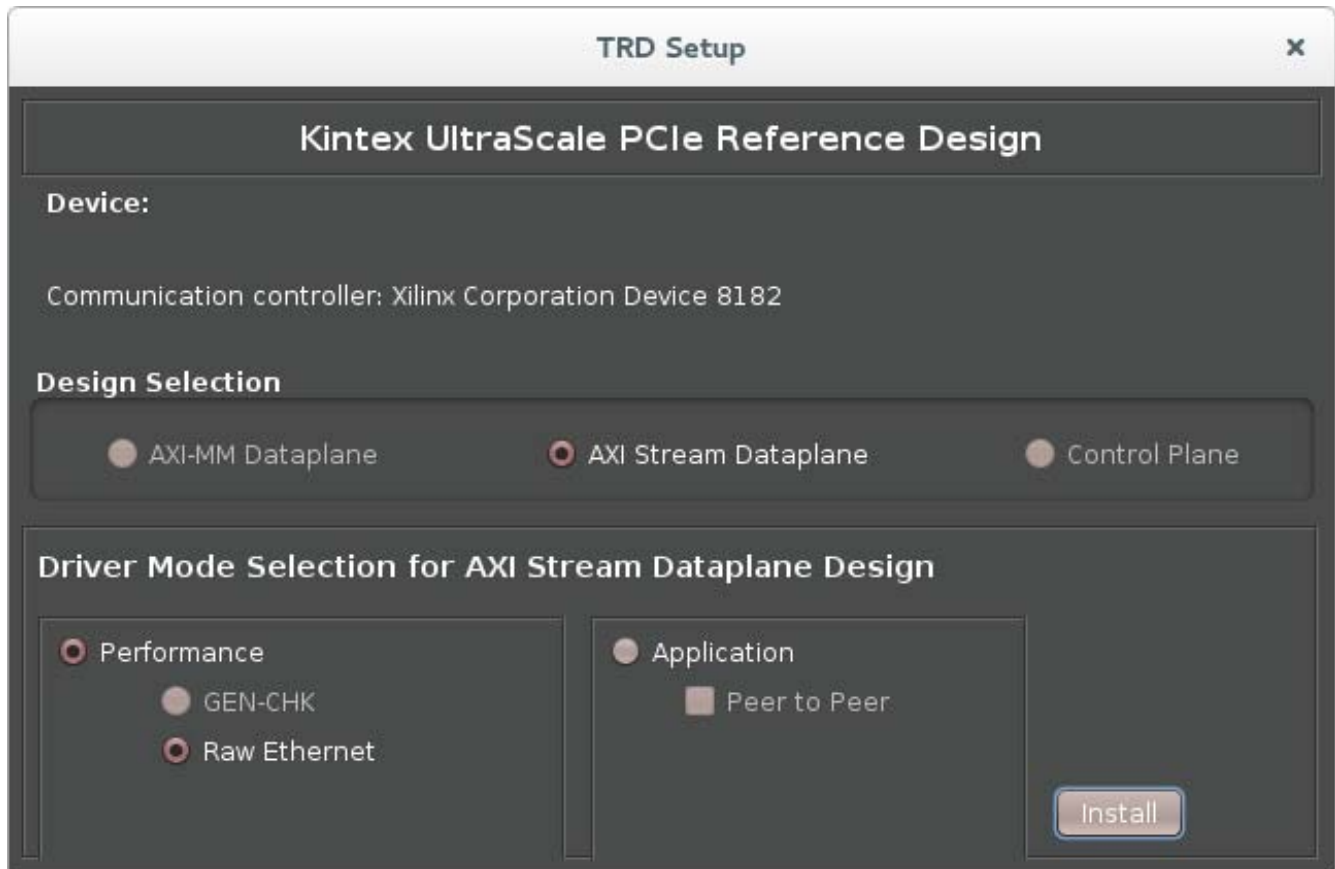 TRD Setup
Kintex UltraScale PCIe Reference Design
Device:
Communication controller: Xilinx Corporation Device 8182
Design Selection
AXI-MM Dataplane AXI Stream Dataplane Control Plane
Driver Mode Selection for AXI Stream Dataplane Design
Performance Application
GEN-CHK Peer to Peer
Raw Ethernet
Install